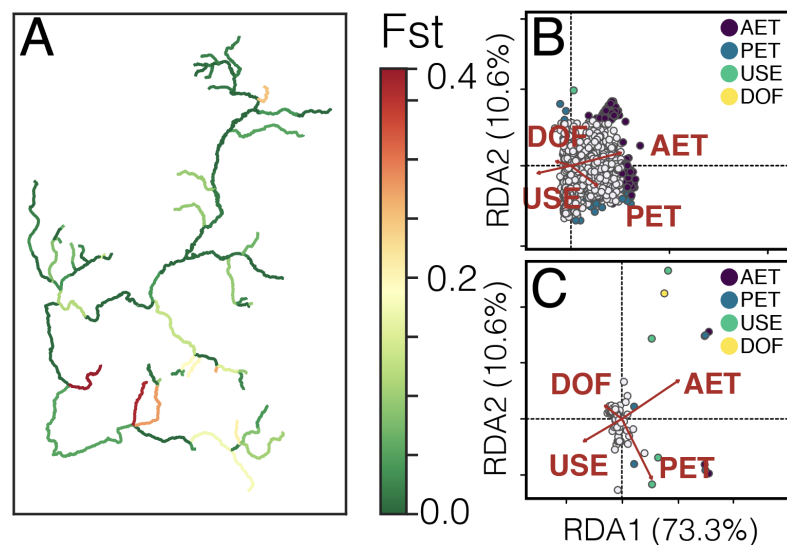 A
Fst
0.4
0.2
0.0
B
AET
PET
USE
DOF
DOF
AET
USE
PET
RDA2 (10.6%)
C
AET
PET
USE
DOF
DOF
AET
USE
PET
RDA2 (10.6%)
RDA1 (73.3%)